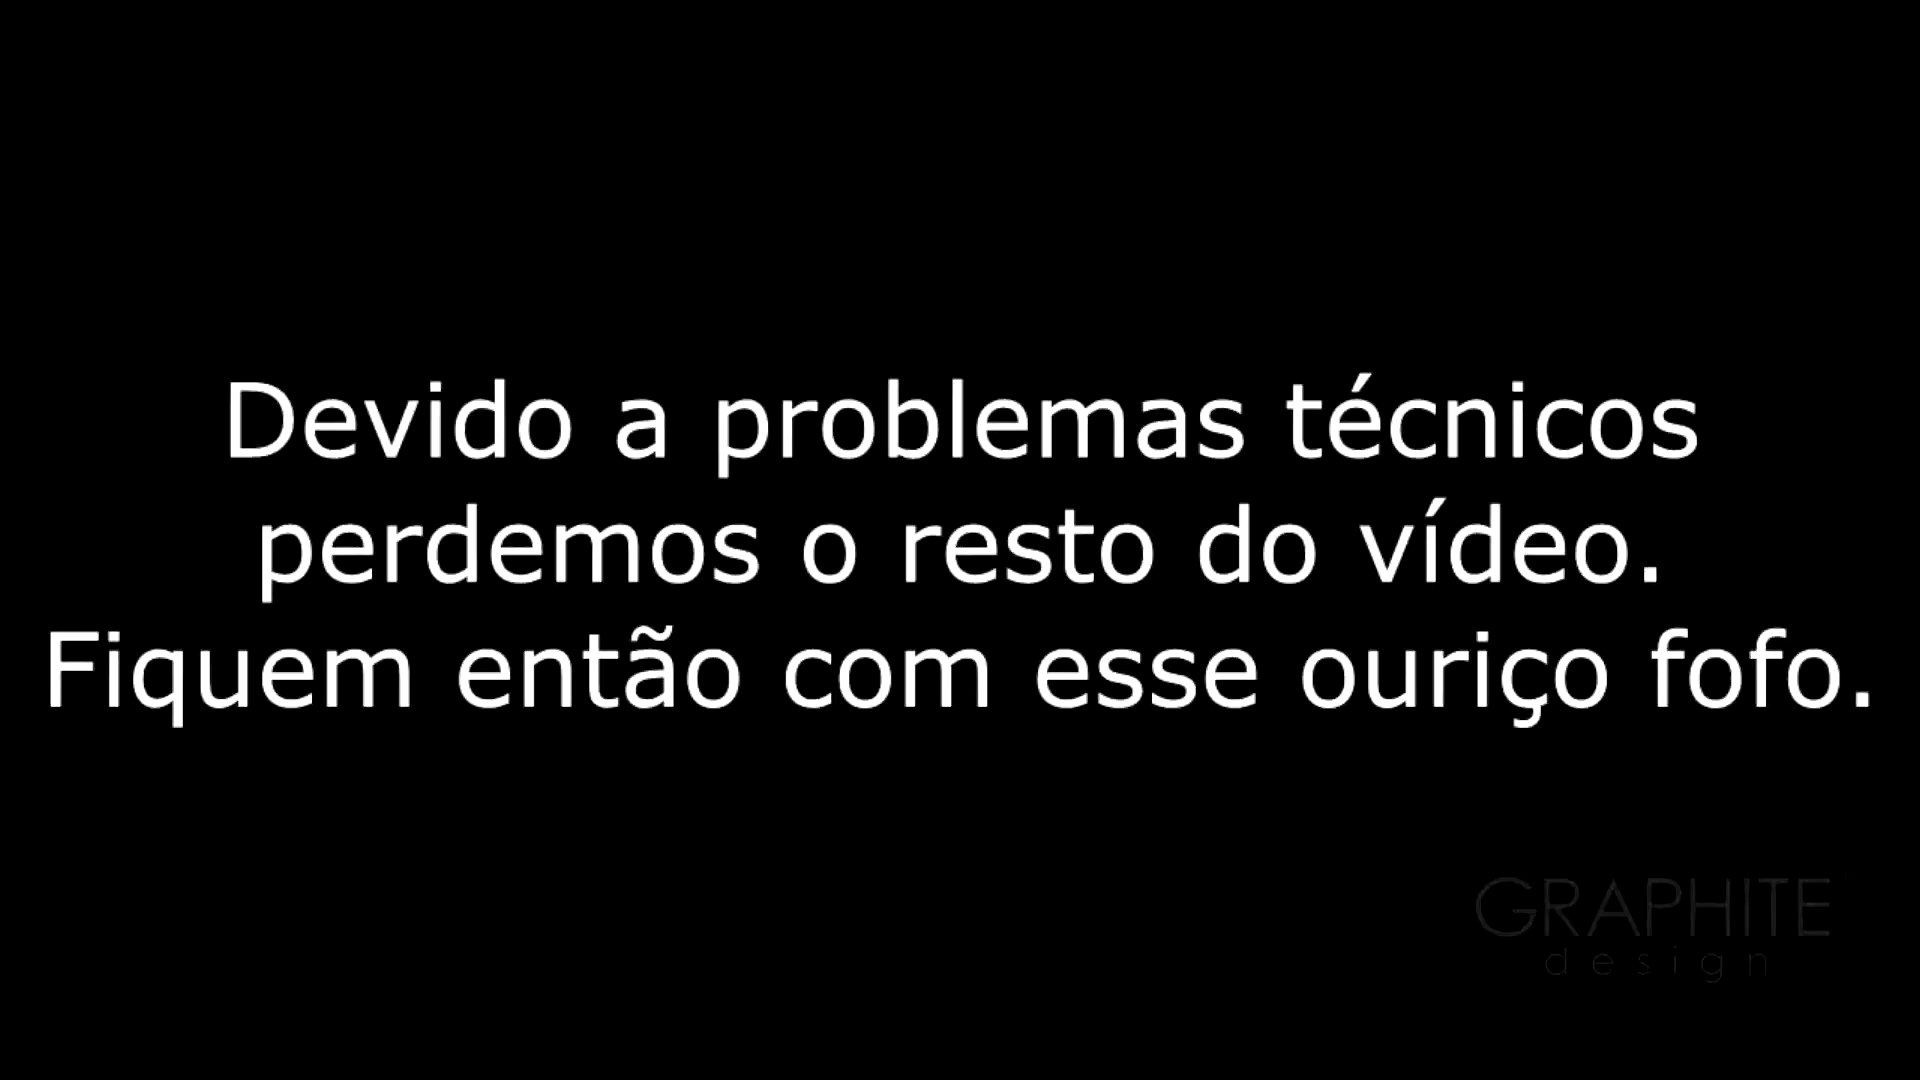 Devido a problemas técnicos
perdemos o resto do vídeo.
Fiquem então com esse ouriço fofo.
GRAPHITE
design